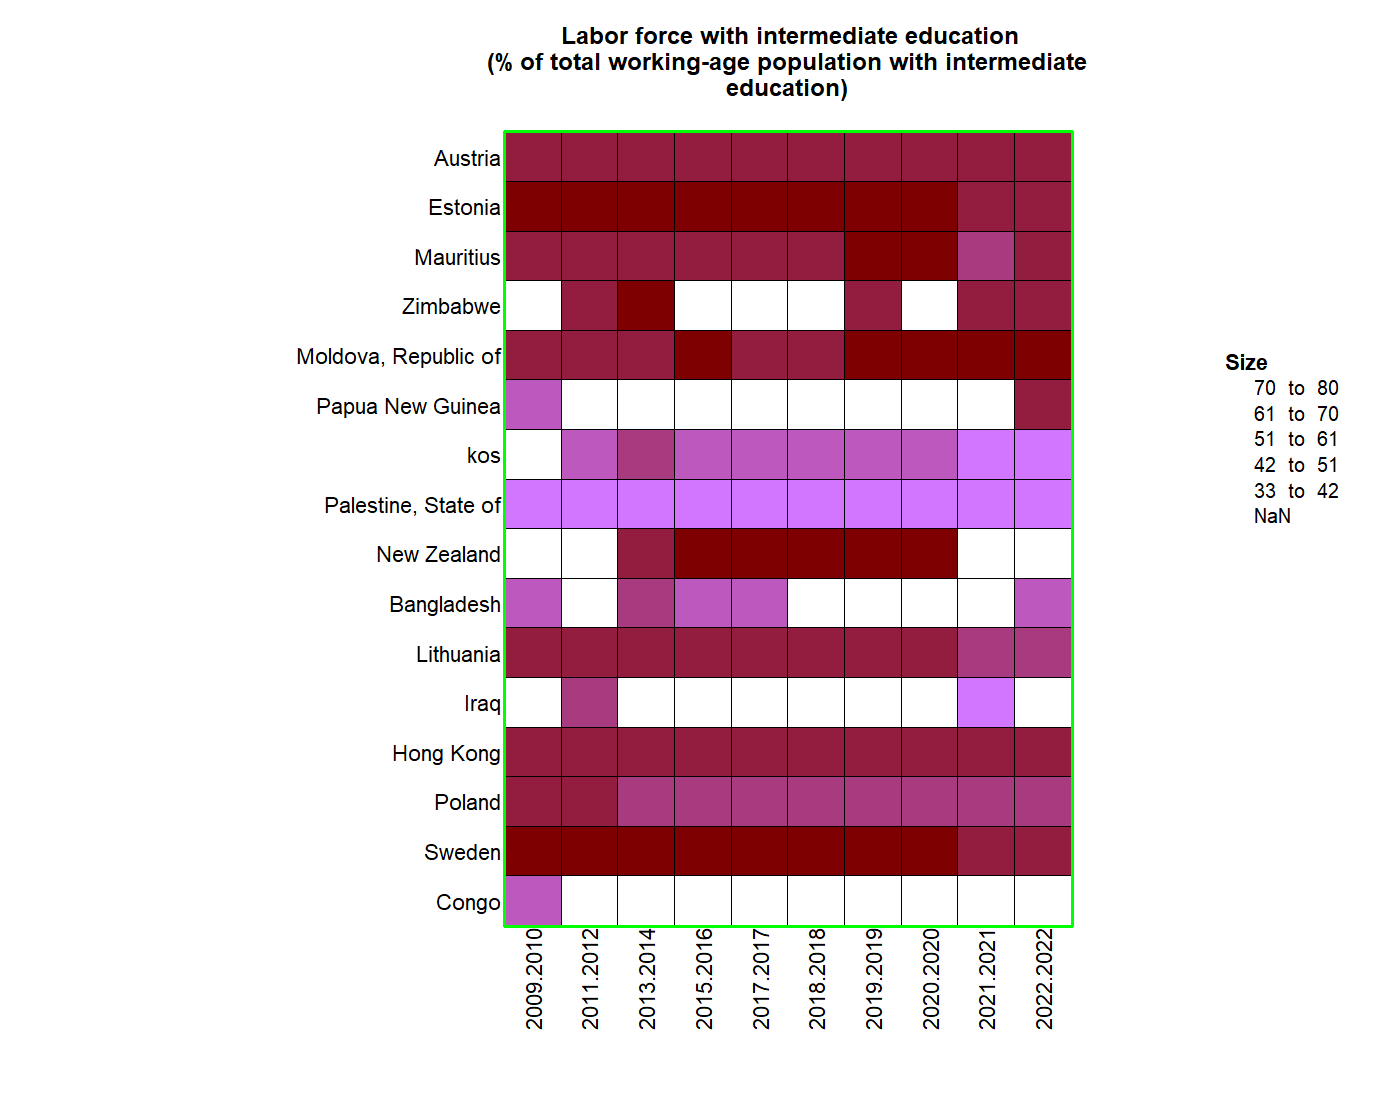 Labor force with intermediate education
(% of total working-age population with intermediate
education)
Austria
Estonia
Mauritius
Zimbabwe
Moldova, Republic of
Papua New Guinea
kos
Palestine, State of
New Zealand
Bangladesh
Lithuania
Iraq
Hong Kong
Poland
Sweden
Congo
2009.2010
2011.2012
2013.2014
2015.2016
2017.2017
2018.2018
2019.2019
2020.2020
2021.2021
2022.2022
Size
70 to 80
61 to 70
51 to 61
42 to 51
33 to 42
NaN